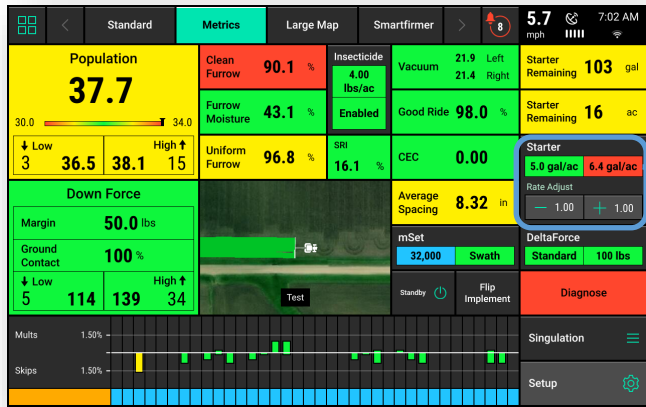 Standard
Metrics
Large Map
Smartfirmer
8
5.7
mph
7:02 AM
Population
37.7
30.0
34.0
Low
3 36.5
High
38.1 15
Clean
Furrow
90.1 %
Furrow
Moisture
43.1 %
Uniform
Furrow
96.8 %
Insecticide
4.00
lbs/ac
Enabled
SRI
16.1 %
Vacuum
21.9 Left
21.4 Right
Good Ride 98.0 %
CEC 0.00
Average
Spacing
8.32 in
Starter
Remaining
103 gal
Starter
Remaining
16 ac
Starter
5.0 gal/ac 6.4 gal/ac
Rate Adjust
— 1.00 + 1.00
Down Force
Margin 50.0 lbs
Ground
Contact
100 %
Low
5 114
High
139 34
Test
mSet
32,000 Swath
Standby
Flip
Implement
DeltaForce
Standard 100 lbs
Diagnose
Mults 1.50%
Skips 1.50%
Singulation
Setup